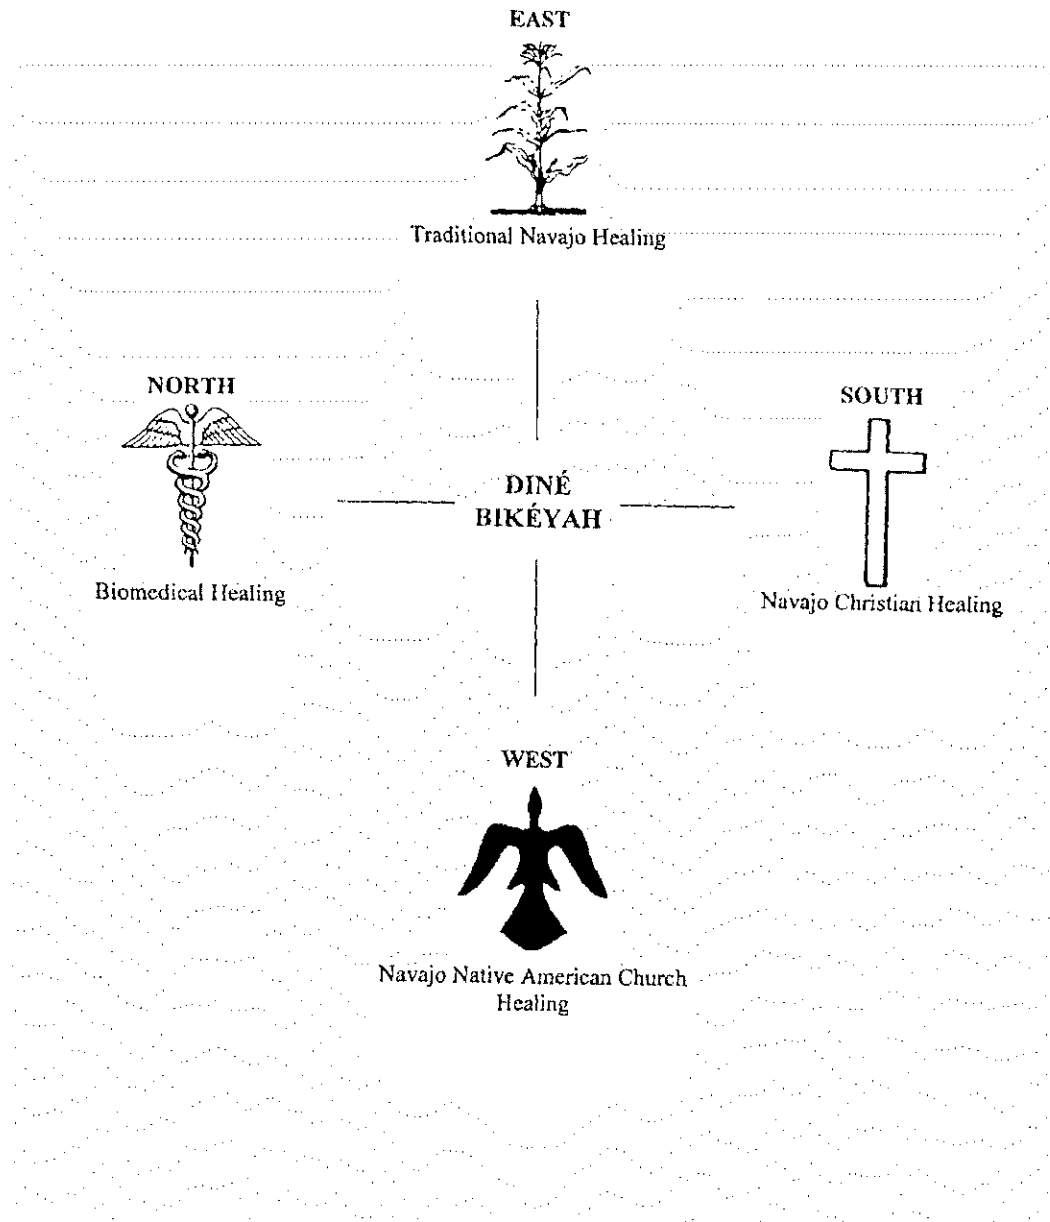 EAST
Traditional Navajo Healing
NORTH
SOUTH
DINÉ
BIKÉYAH
Biomedical Healing
Navajo Christian Healing
WEST
Navajo Native American Church
Healing